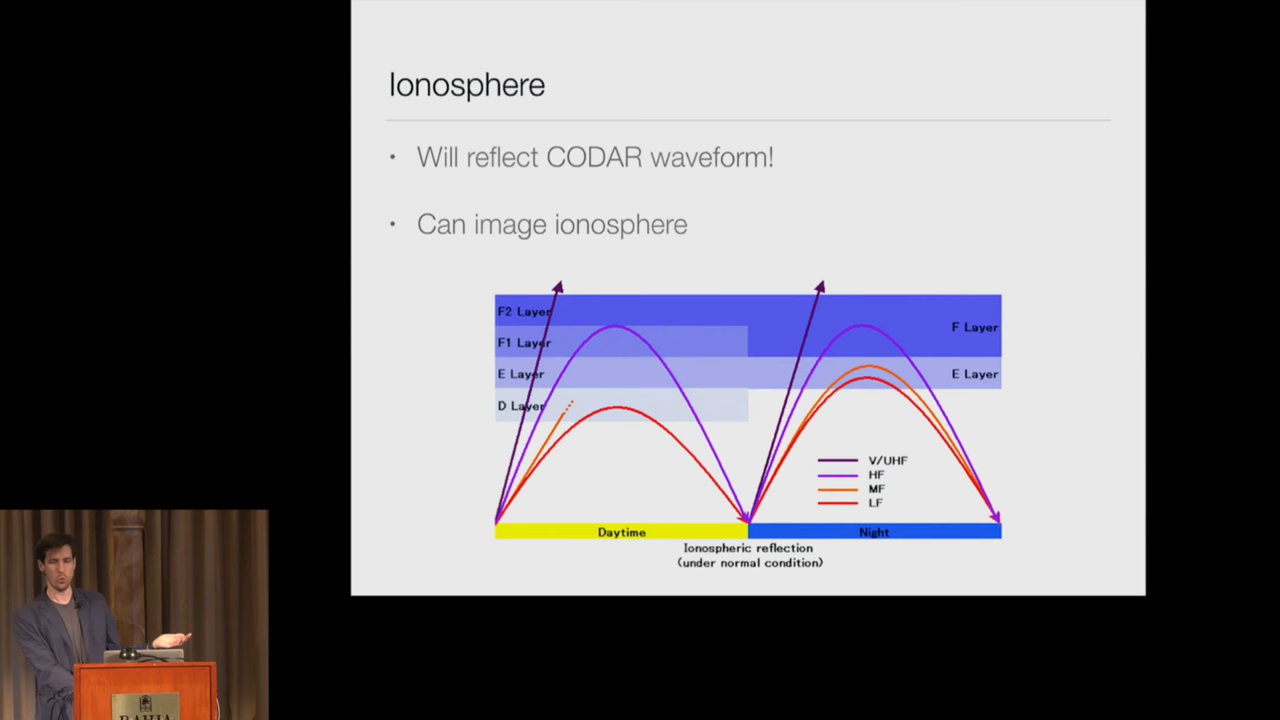 Ionosphere
• Will reflect CODAR waveform!
• Can image ionosphere
F2 Layer
F1 Layer
F Layer
E Layer
E Layer
D Layer
V/UHF
HF
MF
LF
Daytime
Night
Ionospheric reflection
(under normal condition)
BAHIA